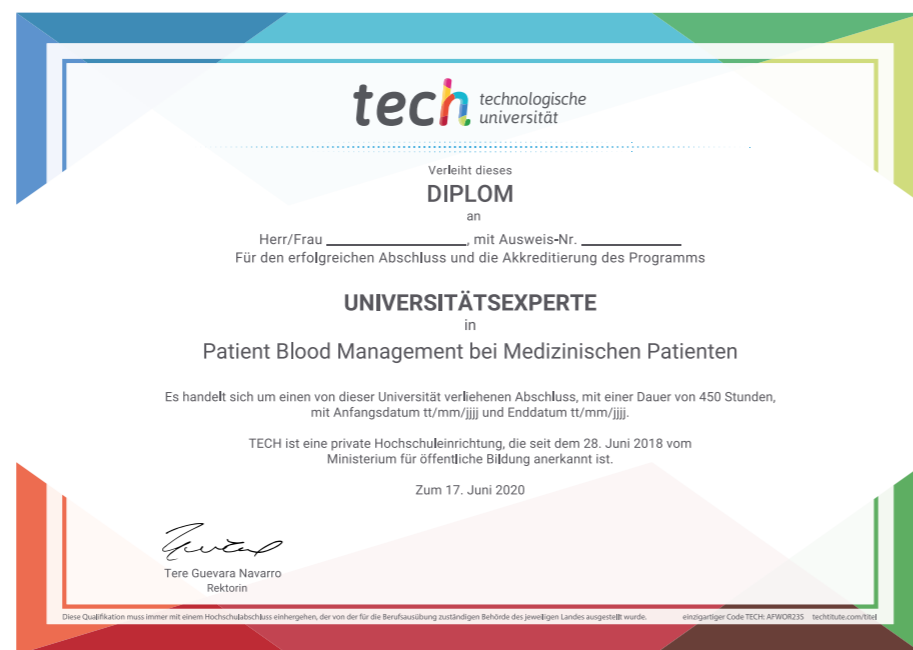 tech technologische
universität
Verleiht dieses
DIPLOM
an
Herr/Frau ____________________, mit Ausweis-Nr. ______________
Für den erfolgreichen Abschluss und die Akkreditierung des Programms
UNIVERSITÄTSEXPERTE
in
Patient Blood Management bei Medizinischen Patienten
Es handelt sich um einen von dieser Universität verliehenen Abschluss, mit einer Dauer von 450 Stunden,
mit Anfangsdatum tt/mm/jjjj und Enddatum tt/mm/jjjj.
TECH ist eine private Hochschuleinrichtung, die seit dem 28. Juni 2018 vom
Ministerium für öffentliche Bildung anerkannt ist.
Zum 17. Juni 2020
Tere Guevara Navarro
Rektorin
Diese Qualifikation muss immer mit einem Hochschulabschluss einhergehen, der von der für die Berufsausübung zuständigen Behörde des jeweiligen Landes ausgestellt wurde. einzigartiger Code TECH: AFWOR23S techtitute.com/titel